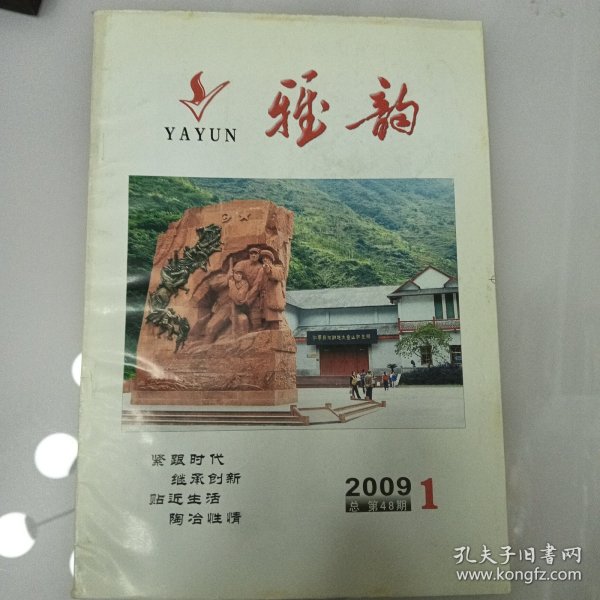 YAYUN
雅韵
紧跟时代
继承创新
贴近生活
陶冶性情
2009
总 第48期
1
孔夫子旧书网
www.kongfz.com